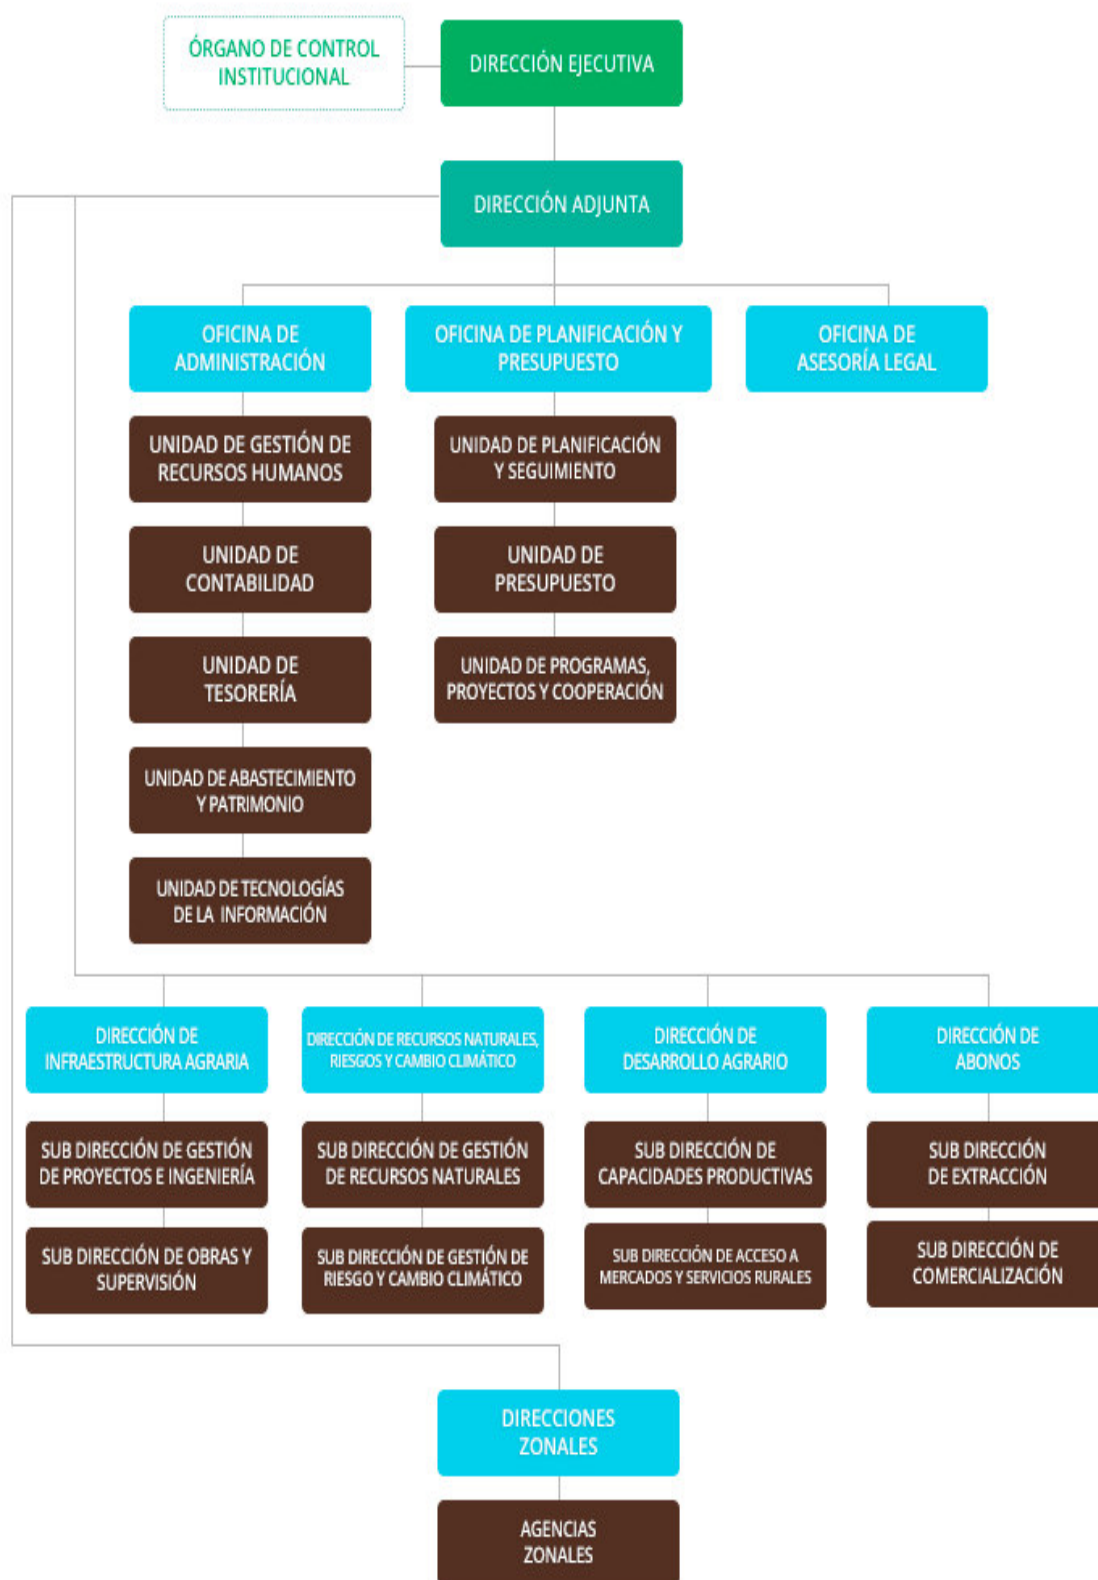 ÓRGANO DE CONTROL
INSTITUCIONAL
DIRECCIÓN EJECUTIVA
DIRECCIÓN ADJUNTA
OFICINA DE
ADMINISTRACIÓN
OFICINA DE PLANIFICACIÓN Y
PRESUPUESTO
OFICINA DE
ASESORÍA LEGAL
UNIDAD DE GESTIÓN DE
RECURSOS HUMANOS
UNIDAD DE PLANIFICACIÓN
Y SEGUIMIENTO
UNIDAD DE
CONTABILIDAD
UNIDAD DE
PRESUPUESTO
UNIDAD DE
TESORERÍA
UNIDAD DE PROGRAMAS,
PROYECTOS Y COOPERACIÓN
UNIDAD DE ABASTECIMIENTO
Y PATRIMONIO
UNIDAD DE TECNOLOGÍAS
DE LA INFORMACIÓN
DIRECCIÓN DE
INFRAESTRUCTURA AGRARIA
DIRECCIÓN DE RECURSOS NATURALES,
RIESGOS Y CAMBIO CLIMÁTICO
DIRECCIÓN DE
DESARROLLO AGRARIO
DIRECCIÓN DE
ABONOS
SUB DIRECCIÓN DE GESTIÓN
DE PROYECTOS E INGENIERÍA
SUB DIRECCIÓN DE GESTIÓN
DE RECURSOS NATURALES
SUB DIRECCIÓN DE
CAPACIDADES PRODUCTIVAS
SUB DIRECCIÓN
DE EXTRACCIÓN
SUB DIRECCIÓN DE OBRAS Y
SUPERVISIÓN
SUB DIRECCIÓN DE GESTIÓN DE
RIESGO Y CAMBIO CLIMÁTICO
SUB DIRECCIÓN DE ACCESO A
MERCADOS Y SERVICIOS RURALES
SUB DIRECCIÓN DE
COMERCIALIZACIÓN
DIRECCIONES
ZONALES
AGENCIAS
ZONALES